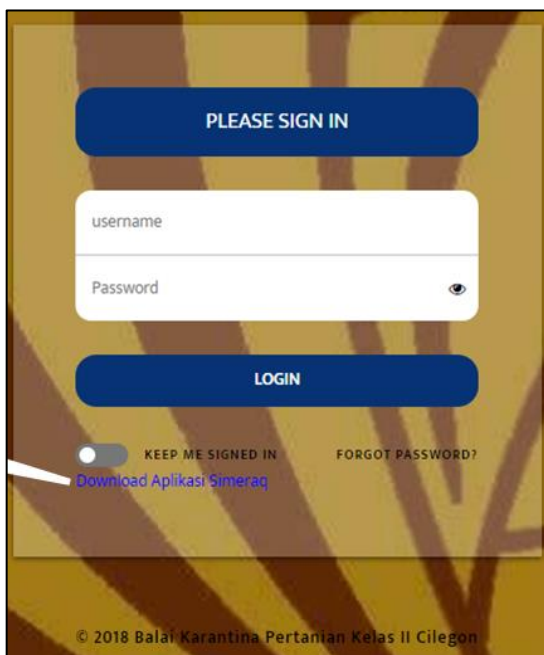 PLEASE SIGN IN
username
Password
LOGIN
KEEP ME SIGNED IN FORGOT PASSWORD?
Download Aplikasi Simeraq
© 2018 Balai Karantina Pertanian Kelas II Cilegon